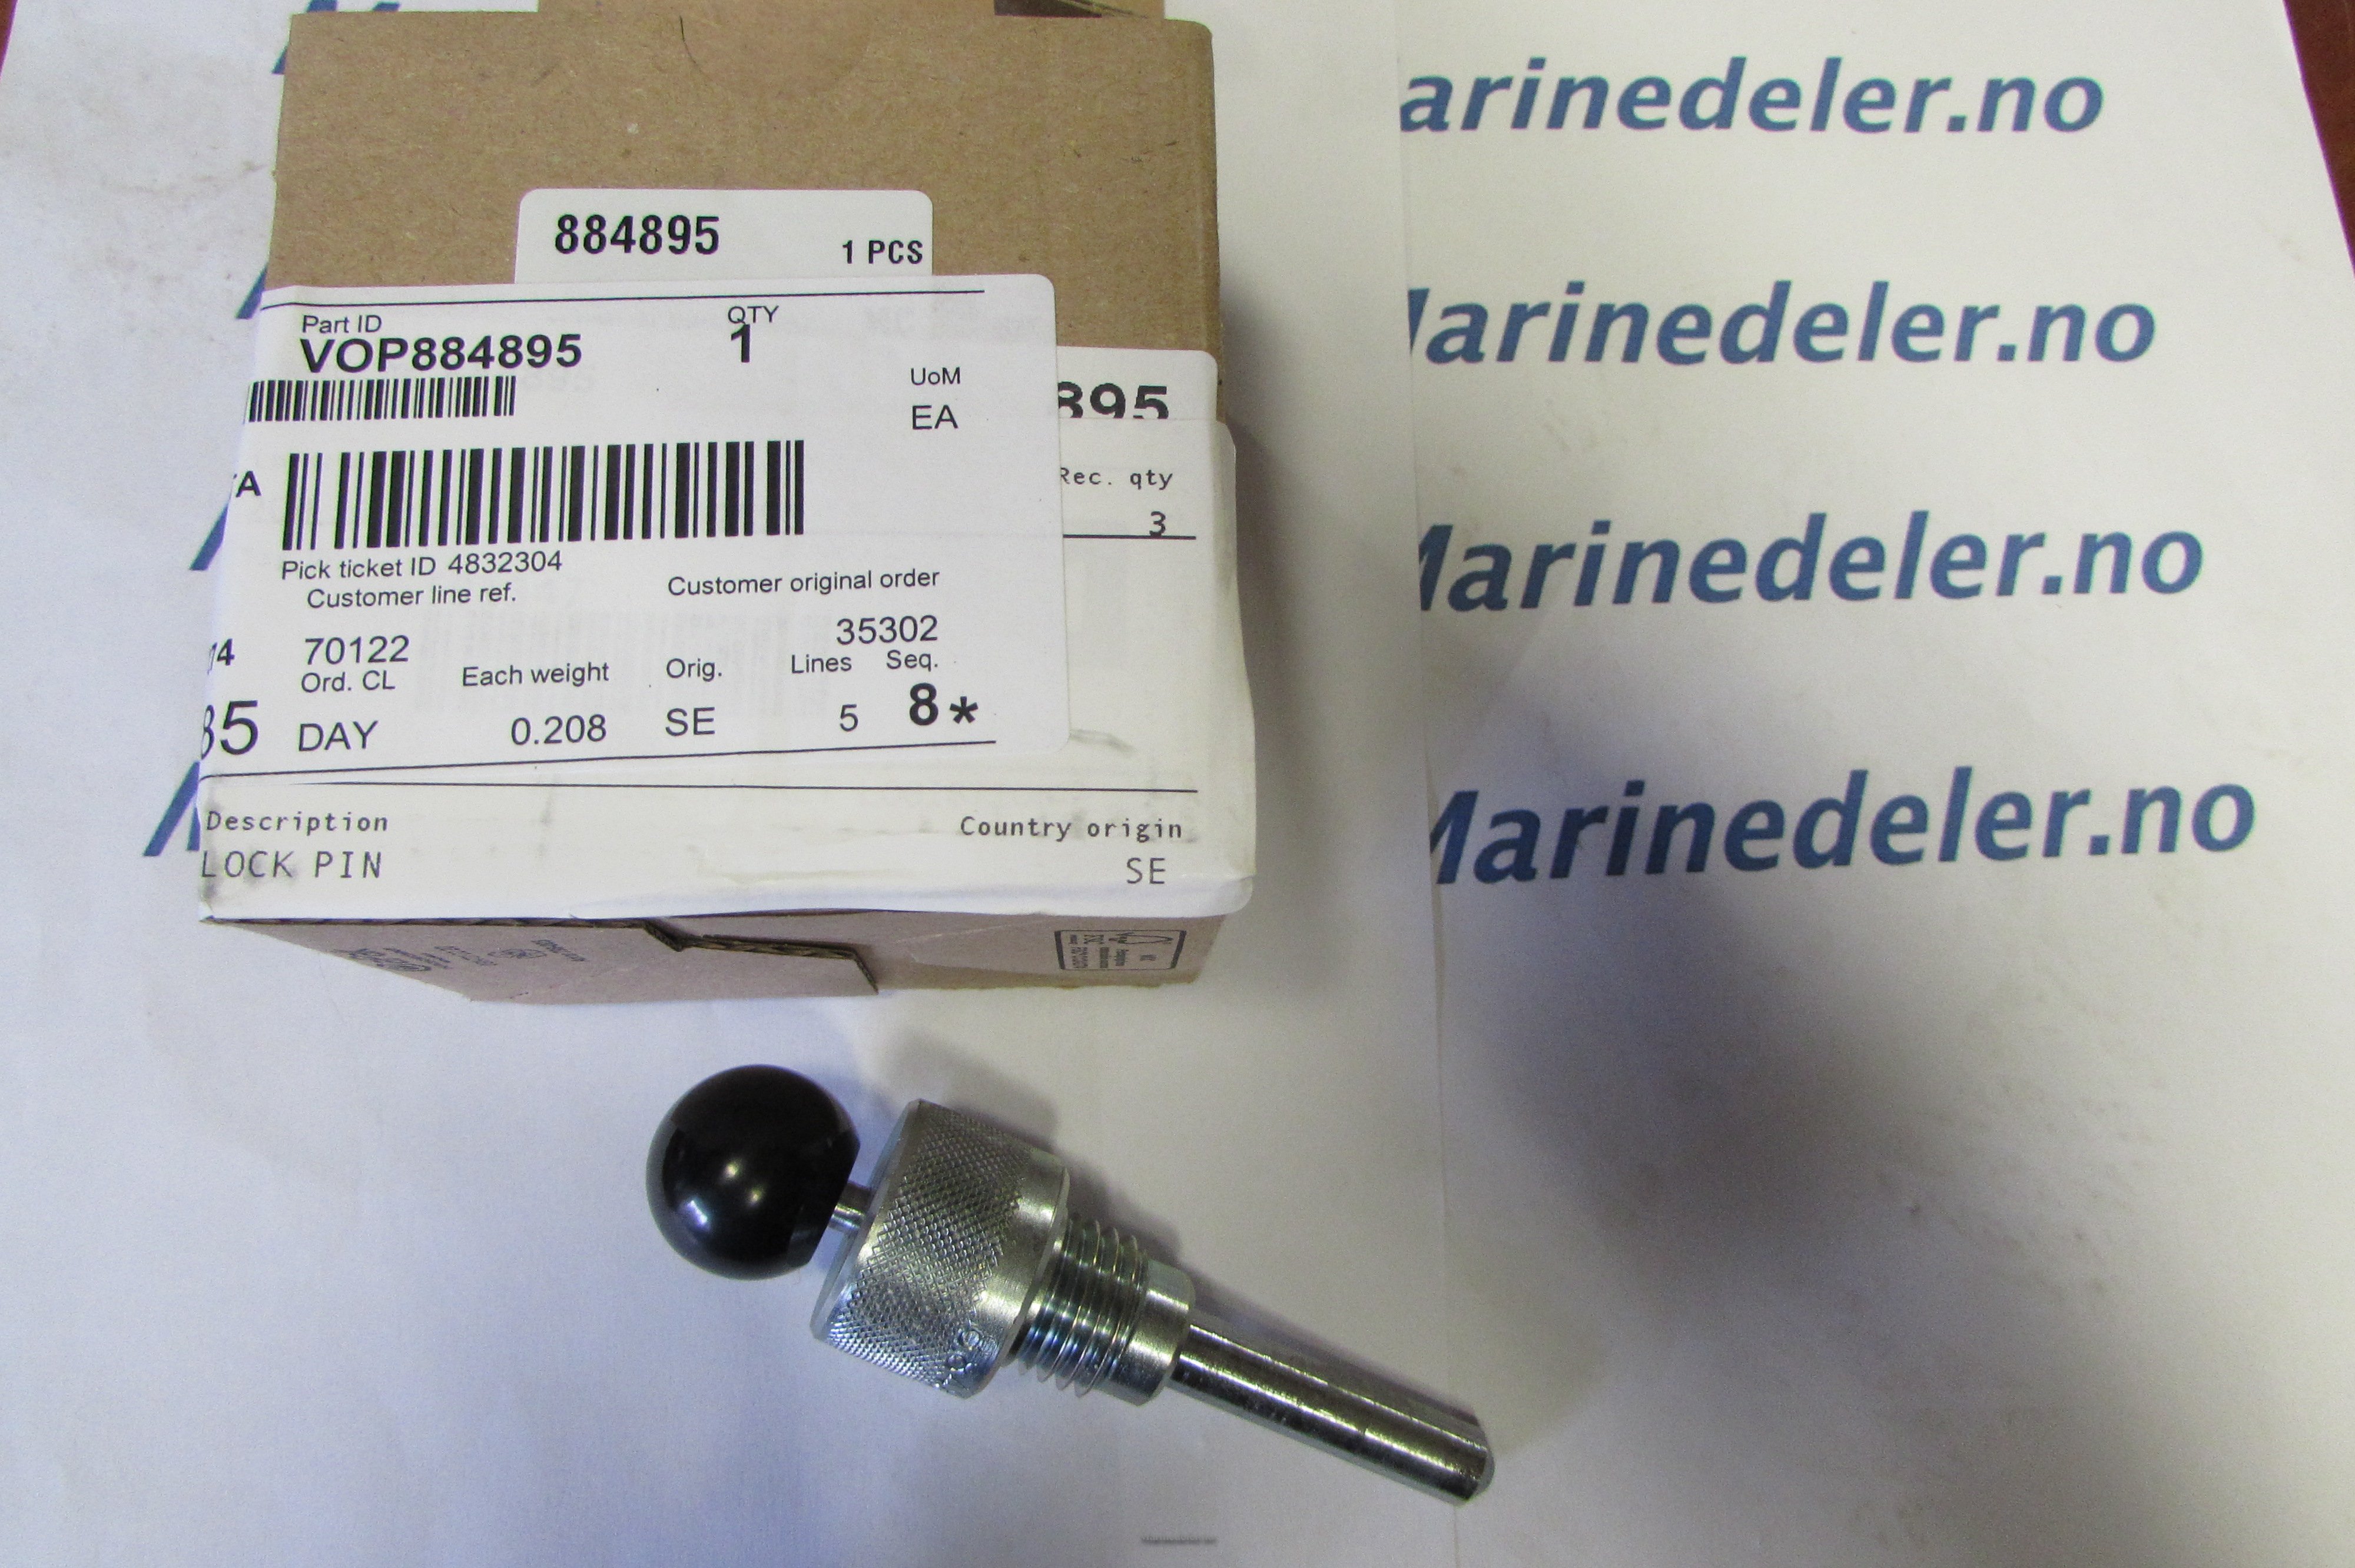 884895
1 PCS
Part ID
VOP884895
QTY
1
UoM
EA
Pick ticket ID 4832304
Customer line ref.
Customer original order
70122
35302
Ord. CL
Each weight
Orig.
Lines
Seq.
DAY
0.208
SE
5
8*
895
Rec. qty
3
Description
LOCK PIN
Country origin
SE
arinedeler.no
Marinedeler.no
Marinedeler.no
Marinedeler.no